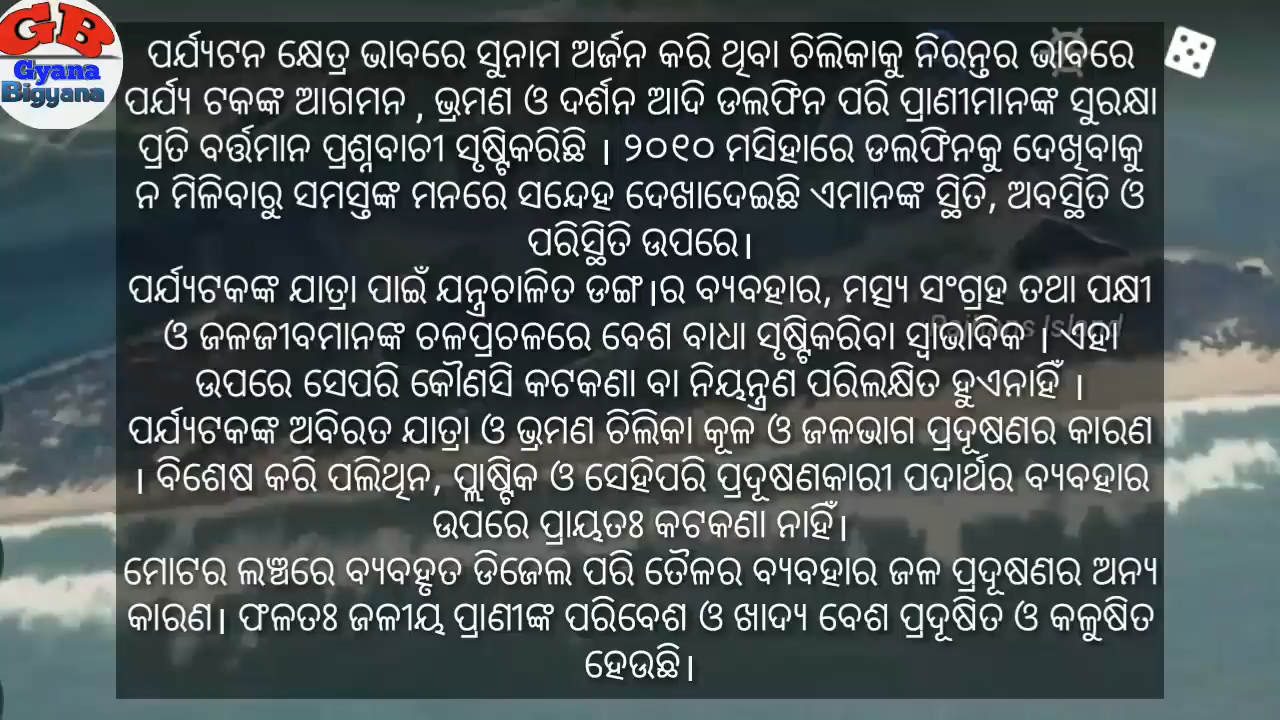 GB
Gyana
Bigyana
ପର୍ଯ୍ୟଟନ କ୍ଷେତ୍ର ଭାବରେ ସୁନାମ ଅର୍ଜନ କରି ଥିବା ଚିଲିକାକୁ ନିରନ୍ତର ଭାବରେ
ପର୍ଯ୍ୟ ଟକଙ୍କ ଆଗମନ , ଭ୍ରମଣ ଓ ଦର୍ଶନ ଆଦି ଡଲଫିନ ପରି ପ୍ରାଣୀମାନଙ୍କ ସୁରକ୍ଷା
ପ୍ରତି ବର୍ତ୍ତମାନ ପ୍ରଶ୍ନବାଚୀ ସୃଷ୍ଟିକରିଛି । ୨୦୧୦ ମସିହାରେ ଡଲଫିନକୁ ଦେଖିବାକୁ
ନ ମିଳିବାରୁ ସମସ୍ତଙ୍କ ମନରେ ସନ୍ଦେହ ଦେଖାଦେଇଛି ଏମାନଙ୍କ ସ୍ଥିତି, ଅବସ୍ଥିତି ଓ
ପରିସ୍ଥିତି ଉପରେ।
ପର୍ଯ୍ୟଟକଙ୍କ ଯାତ୍ରା ପାଇଁ ଯନ୍ତ୍ରଚାଳିତ ଡଙ୍ଗ।ର ବ୍ୟବହାର, ମତ୍ସ୍ୟ ସଂଗ୍ରହ ତଥା ପକ୍ଷୀ
ଓ ଜଳଜୀବମାନଙ୍କ ଚଳପ୍ରଚଳରେ ବେଶ ବାଧା ସୃଷ୍ଟିକରିବା ସ୍ୱାଭାବିକ । ଏହା
ଉପରେ ସେପରି କୌଣସି କଟକଣା ବା ନିୟନ୍ତ୍ରଣ ପରିଲକ୍ଷିତ ହୁଏନାହିଁ ।
ପର୍ଯ୍ୟଟକଙ୍କ ଅବିରତ ଯାତ୍ରା ଓ ଭ୍ରମଣ ଚିଲିକା କୂଳ ଓ ଜଳଭାଗ ପ୍ରଦୂଷଣର କାରଣ
। ବିଶେଷ କରି ପଲିଥିନ, ପ୍ଲାଷ୍ଟିକ ଓ ସେହିପରି ପ୍ରଦୂଷଣକାରୀ ପଦାର୍ଥର ବ୍ୟବହାର
ଉପରେ ପ୍ରାୟତଃ କଟକଣା ନାହିଁ।
ମୋଟର ଲଞ୍ଚରେ ବ୍ୟବହୃତ ଡିଜେଲ ପରି ତୈଳର ବ୍ୟବହାର ଜଳ ପ୍ରଦୂଷଣର ଅନ୍ୟ
କାରଣ। ଫଳତଃ ଜଳୀୟ ପ୍ରାଣୀଙ୍କ ପରିବେଶ ଓ ଖାଦ୍ୟ ବେଶ ପ୍ରଦୂଷିତ ଓ କଳୁଷିତ
ହେଉଛି।